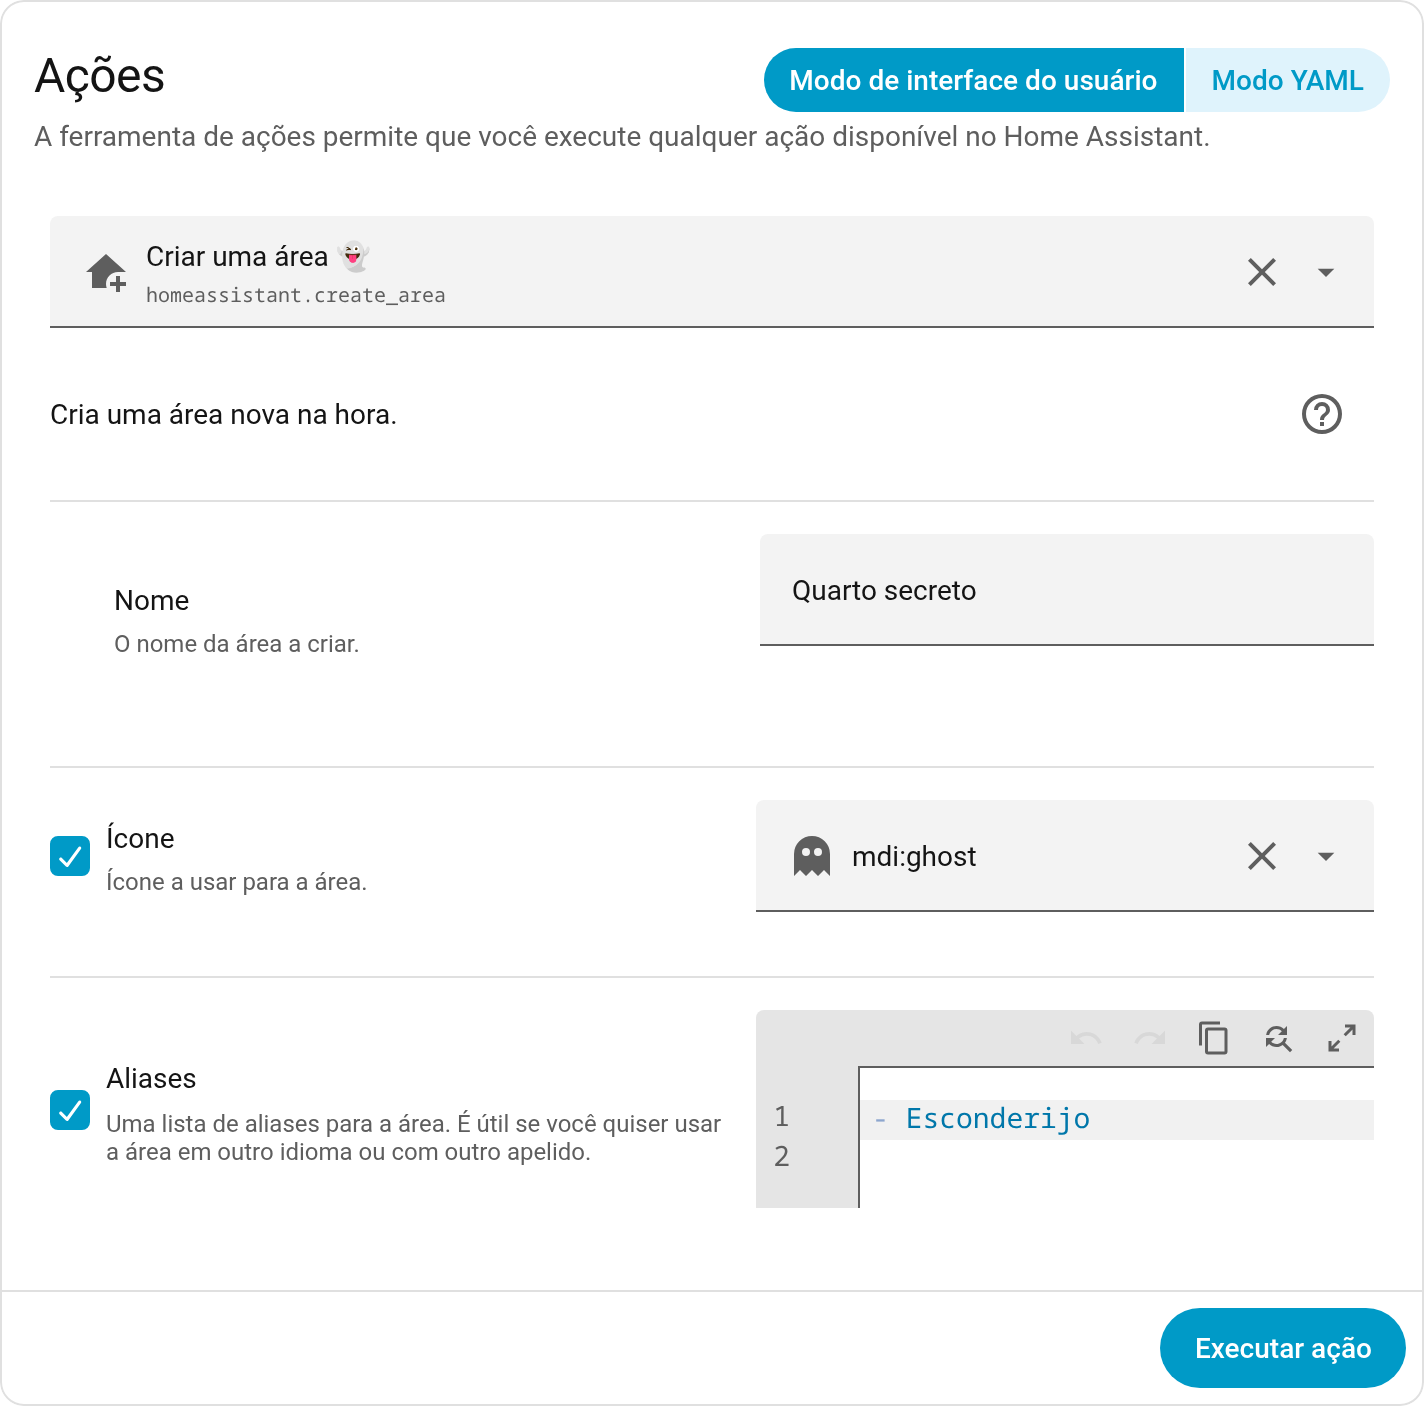 Ações
Modo de interface do usuário
Modo YAML
A ferramenta de ações permite que você execute qualquer ação disponível no Home Assistant.
Criar uma área 👻
homeassistant.create_area
Cria uma área nova na hora.
Nome
O nome da área a criar.
Quarto secreto
Ícone
Ícone a usar para a área.
mdi:ghost
Aliases
Uma lista de aliases para a área. É útil se você quiser usar
a área em outro idioma ou com outro apelido.
1 - Esconderijo
2
Executar ação